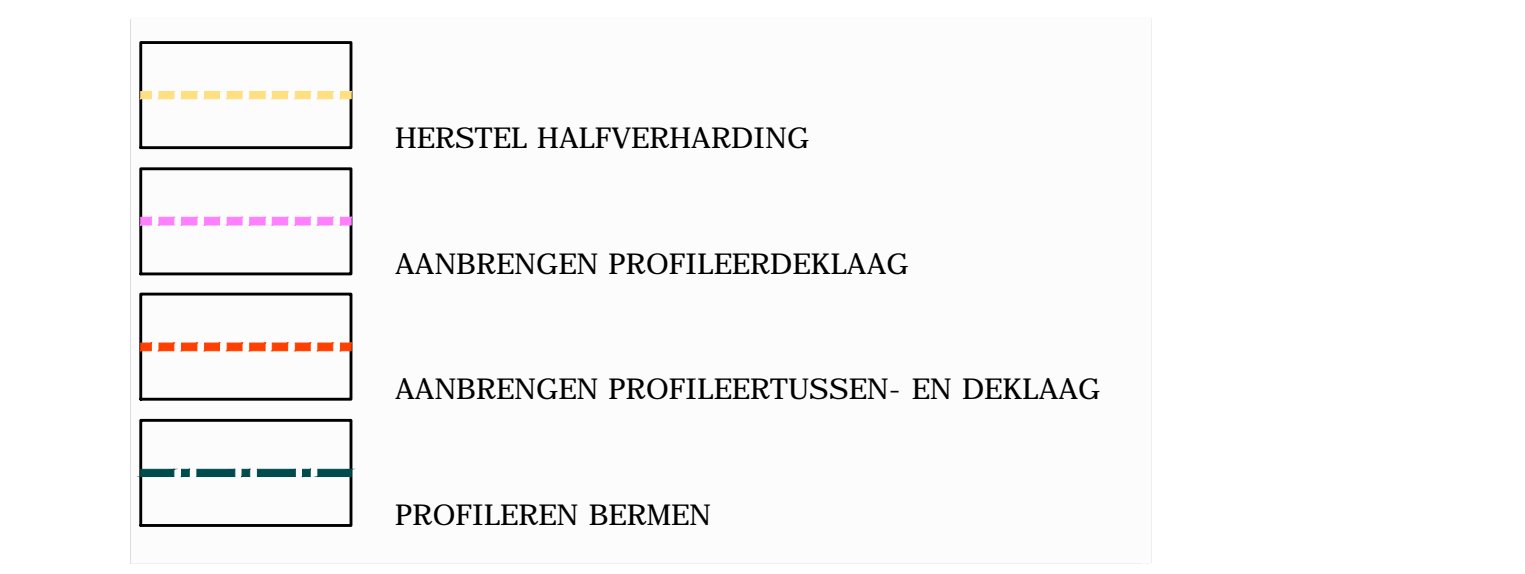 HERSTEL HALFVERHARDING
AANBRENGEN PROFILEERDEKLAAG
AANBRENGEN PROFILEERTUSSEN- EN DEKLAAG
PROFILEREN BERMEN